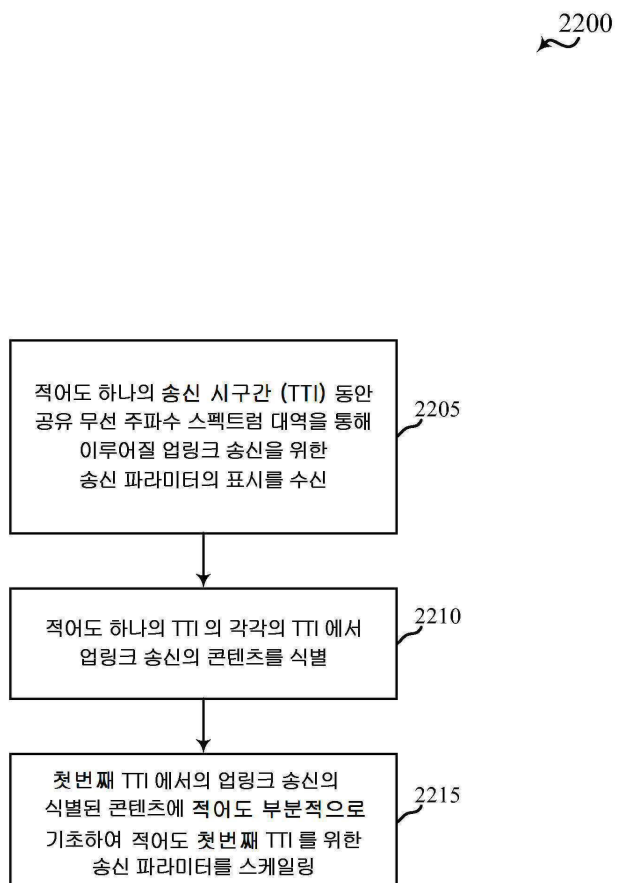 2200
적어도 하나의 송신 시구간 (TTI) 동안
공유 무선 주파수 스펙트럼 대역을 통해
이루어질 업링크 송신을 위한
송신 파라미터의 표시를 수신
2205
적어도 하나의 TTI 의 각각의 TTI 에서
업링크 송신의 콘텐츠를 식별
2210
첫번째 TTI 에서의 업링크 송신의
식별된 콘텐츠에 적어도 부분적으로
기초하여 적어도 첫번째 TTI 를 위한
송신 파라미터를 스케일링
2215